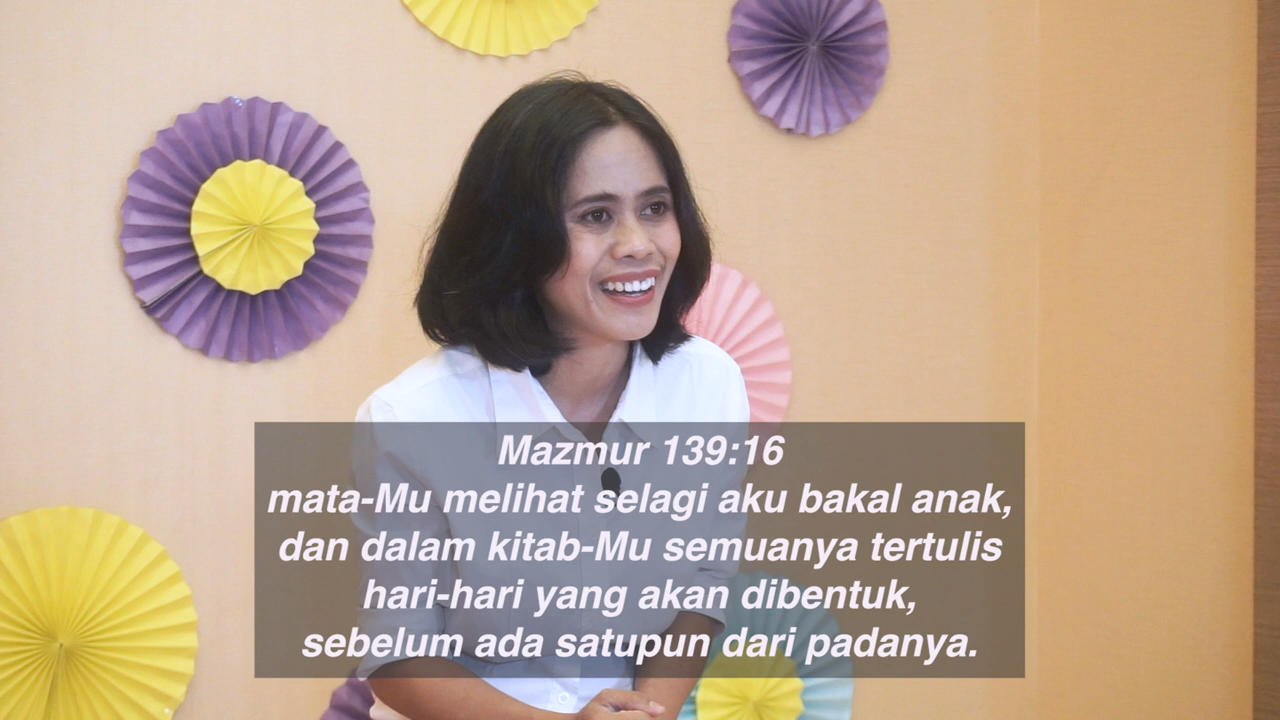 Mazmur 139:16
mata-Mu melihat selagi aku bakal anak,
dan dalam kitab-Mu semuanya tertulis
hari-hari yang akan dibentuk,
sebelum ada satupun dari padanya.